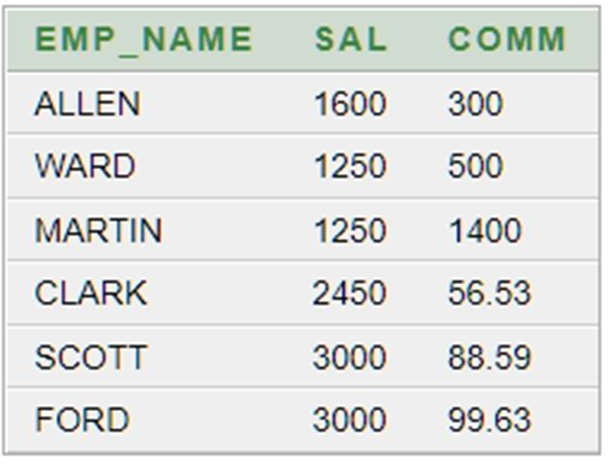 EMP_NAME SAL COMM
ALLEN 1600 300
WARD 1250 500
MARTIN 1250 1400
CLARK 2450 56.53
SCOTT 3000 88.59
FORD 3000 99.63